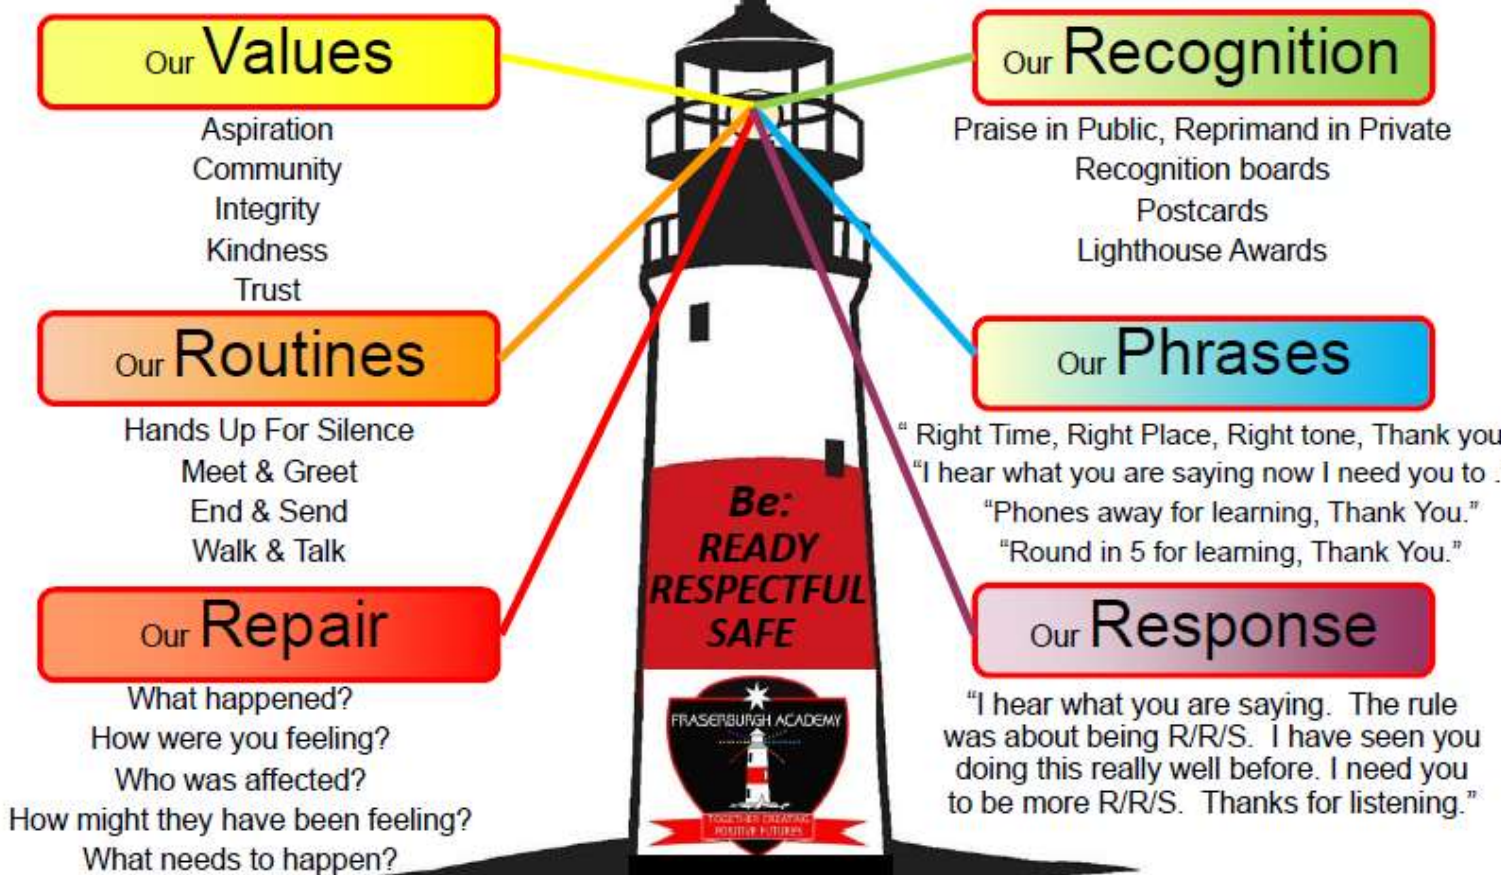 Our Values
Aspiration
Community
Integrity
Kindness
Trust
Our Routines
Hands Up For Silence
Meet & Greet
End & Send
Walk & Talk
Our Repair
What happened?
How were you feeling?
Who was affected?
How might they have been feeling?
What needs to happen?
Be:
READY
RESPECTFUL
SAFE
FRASERBURGH ACADEMY
TOGETHER CREATING
POSITIVE FUTURES
Our Recognition
Praise in Public, Reprimand in Private
Recognition boards
Postcards
Lighthouse Awards
Our Phrases
“ Right Time, Right Place, Right tone, Thank you
“I hear what you are saying now I need you to .
“Phones away for learning, Thank You.”
“Round in 5 for learning, Thank You.”
Our Response
“I hear what you are saying.  The rule
was about being R/R/S.  I have seen you
doing this really well before. I need you
to be more R/R/S.  Thanks for listening.”